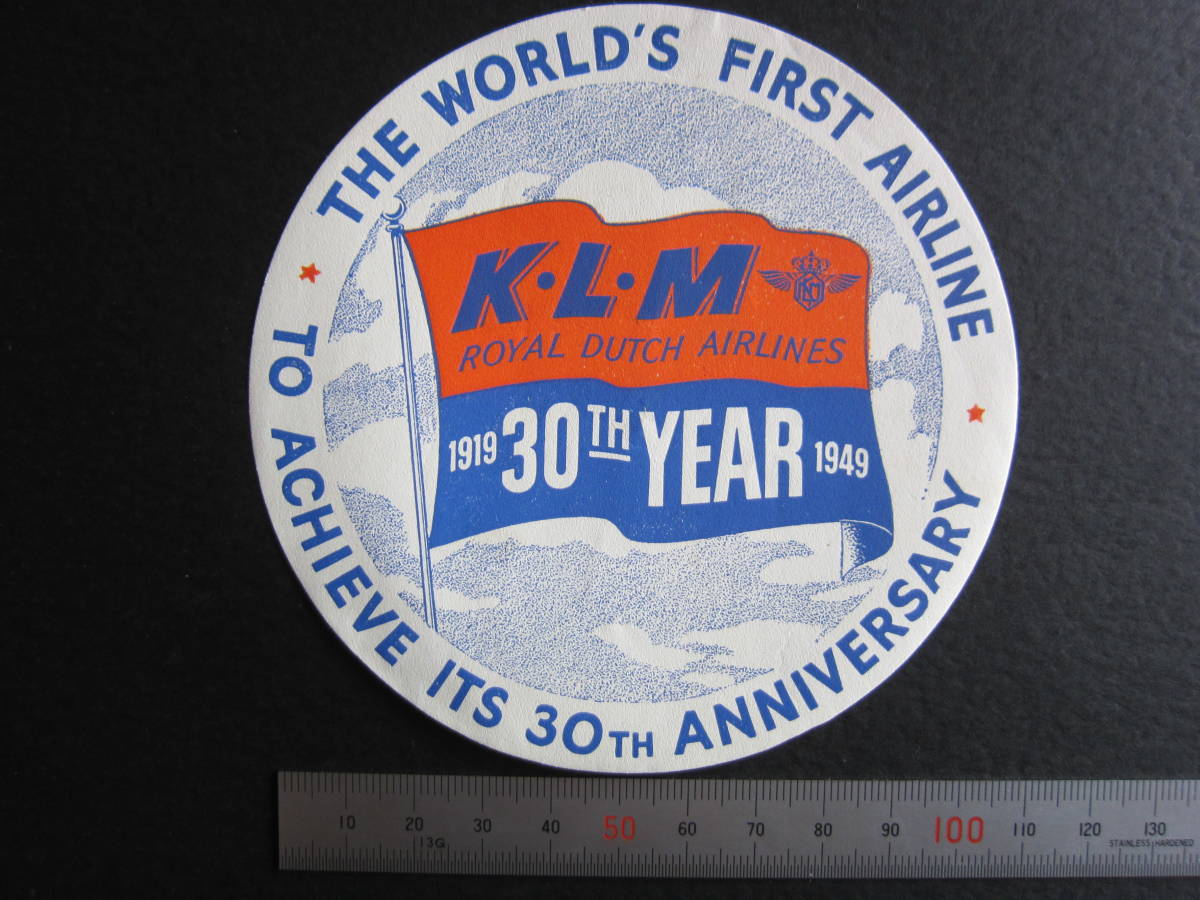 THE WORLD'S FIRST AIRLINE
TO ACHIEVE ITS 30TH ANNIVERSARY
K·L·M
ROYAL DUTCH AIRLINES
1919 30TH YEAR 1949
10 20 30 40 50 60 70 80 90 100 110 120 130
13G
STAINLESS HARDENED